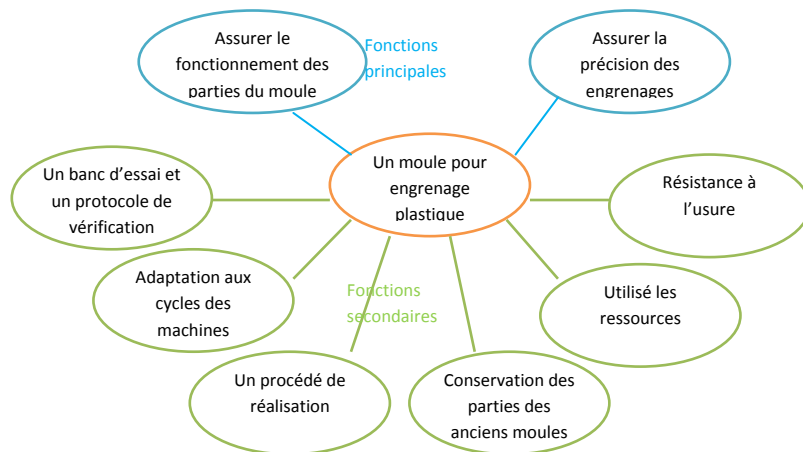 Assurer le
fonctionnement des
parties du moule
Fonctions
principales
Assurer la
précision des
engrenages
Un moule pour
engrenage
plastique
Un banc d'essai et
un protocole de
vérification
Résistance à
l'usure
Adaptation aux
cycles des
machines
Fonctions
secondaires
Utilisé les
ressources
Un procédé de
réalisation
Conservation des
parties des
anciens moules